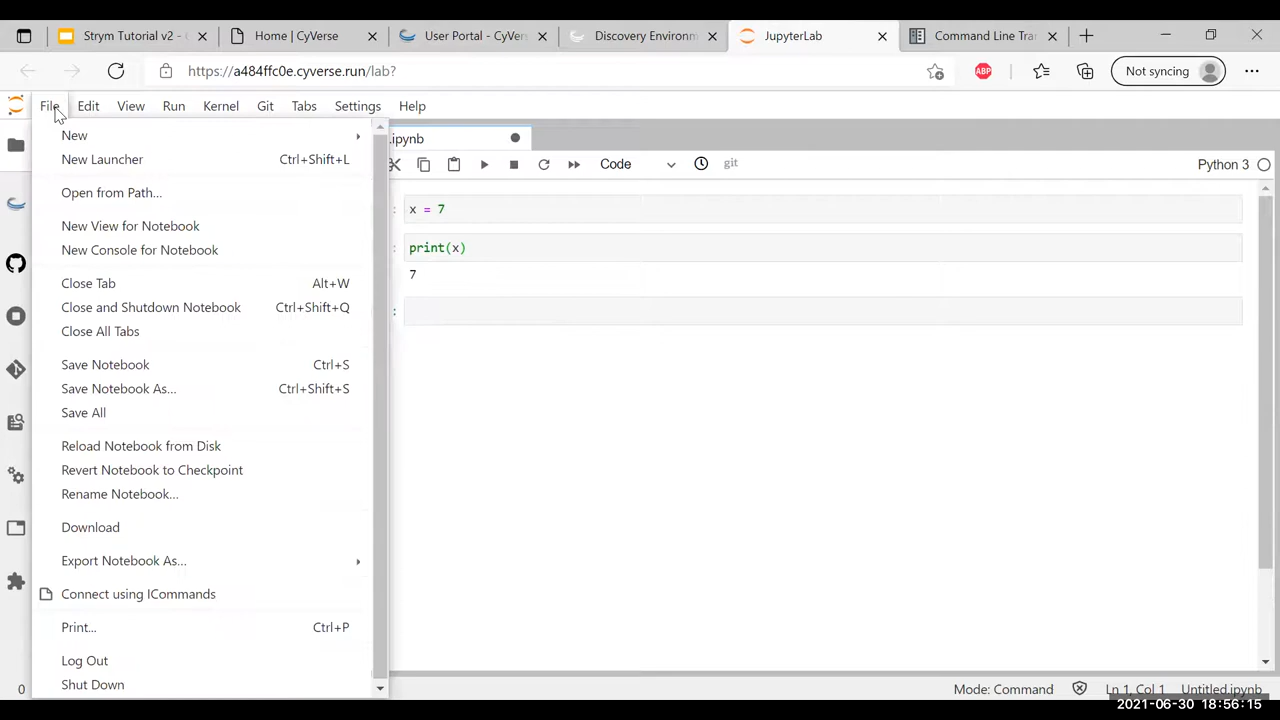 Strym Tutorial v2 -
Home | CyVerse
User Portal - CyVers
Discovery Environm
JupyterLab
Command Line Tra
https://a484ffc0e.cyverse.run/lab?
ABP
Not syncing
File Edit View Run Kernel Git Tabs Settings Help
New
New Launcher Ctrl+Shift+L
Open from Path...
New View for Notebook
New Console for Notebook
Close Tab Alt+W
Close and Shutdown Notebook Ctrl+Shift+Q
Close All Tabs
Save Notebook Ctrl+S
Save Notebook As... Ctrl+Shift+S
Save All
Reload Notebook from Disk
Revert Notebook to Checkpoint
Rename Notebook...
Download
Export Notebook As...
Connect using ICommands
Print... Ctrl+P
Log Out
Shut Down
.ipynb
Code git Python 3
: x = 7
: print(x)
7
:
0 Mode: Command Ln 1, Col 1 Untitled.ipynb
2021-06-30 18:56:15